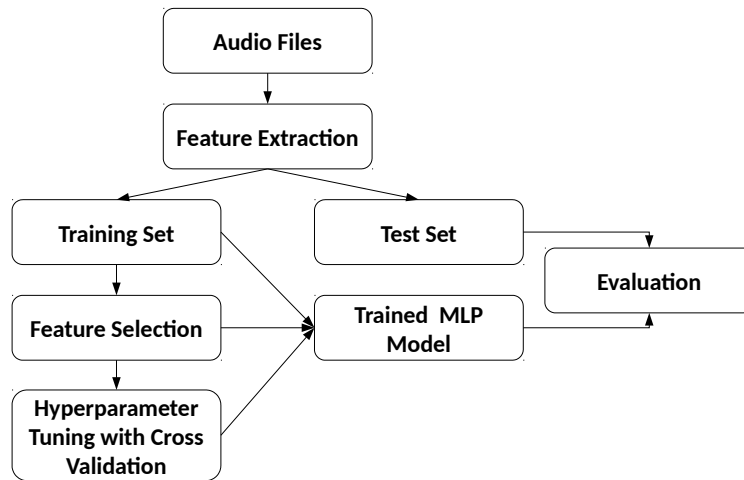 Audio Files
Feature Extraction
Training Set
Test Set
Evaluation
Feature Selection
Trained  MLP
Model
Hyperparameter
Tuning with Cross
Validation